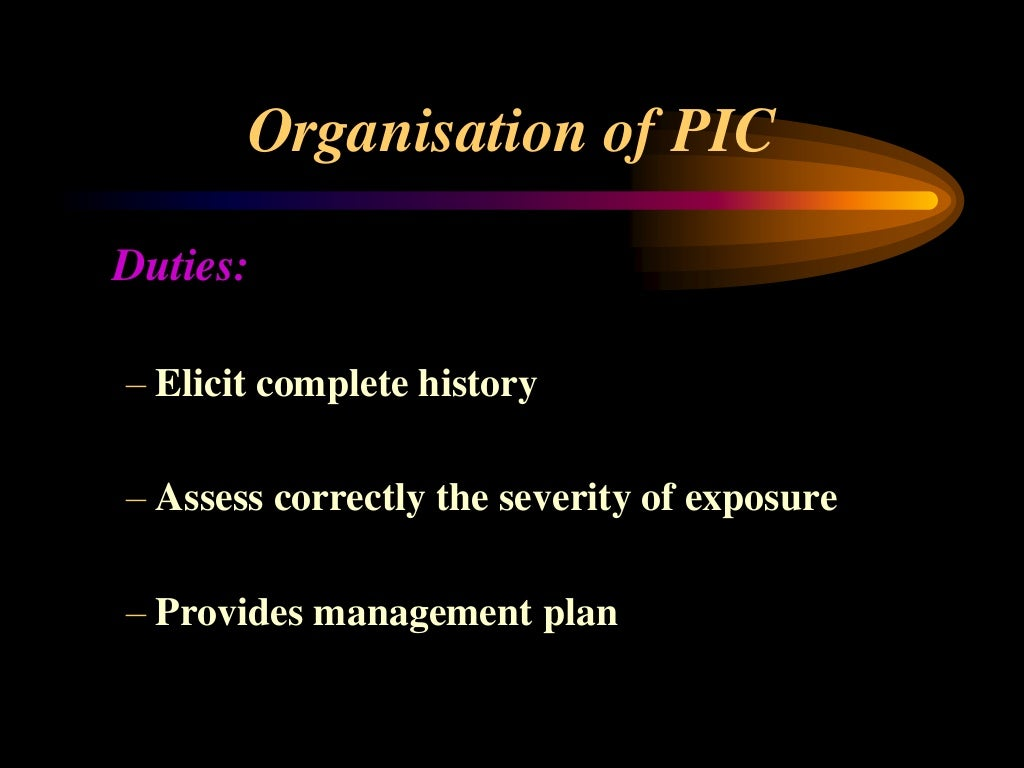 Organisation of PIC
Duties:
– Elicit complete history
– Assess correctly the severity of exposure
– Provides management plan